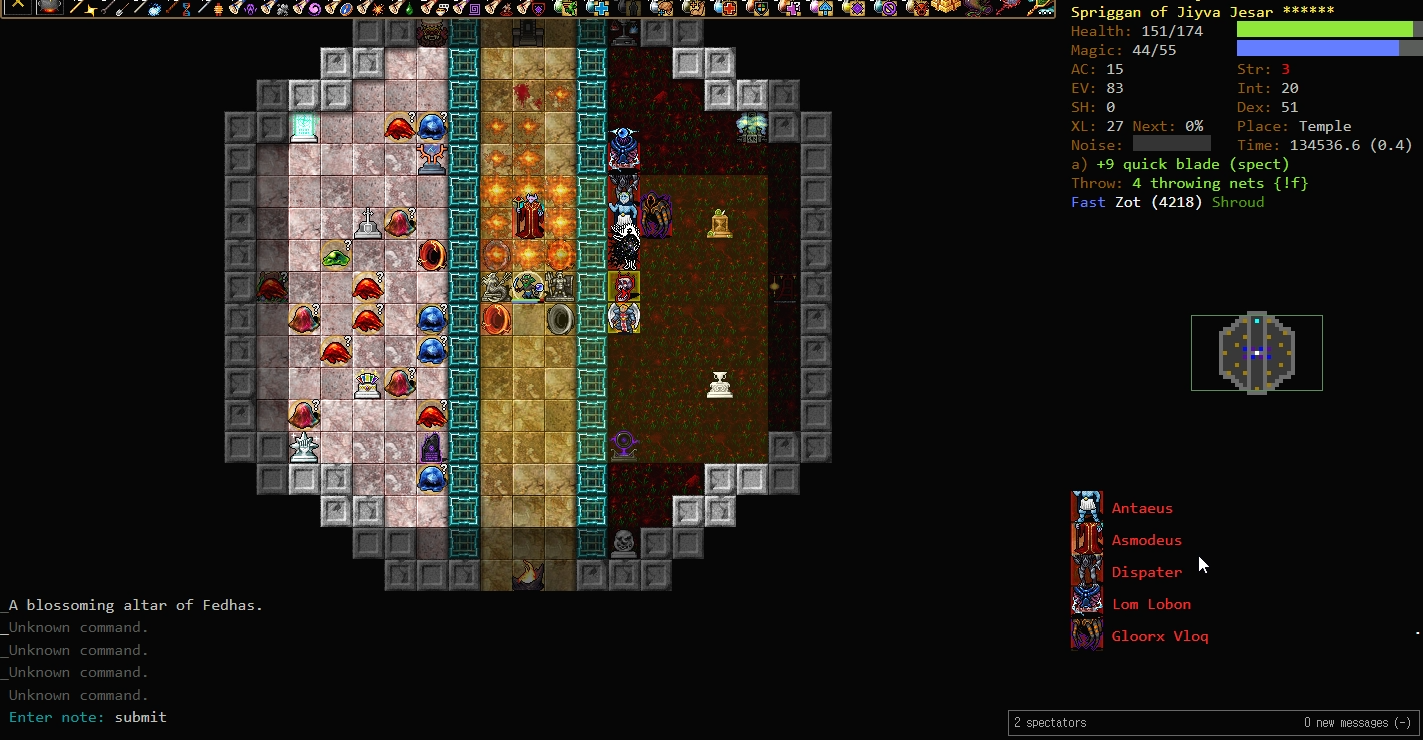 Spriggan of Jiyva Jesar ******
Health: 151/174
Magic: 44/55
AC: 15 Str: 3
EV: 83 Int: 20
SH: 0 Dex: 51
XL: 27 Next: 0% Place: Temple
Noise: Time: 134536.6 (0.4)
a) +9 quick blade (spect)
Throw: 4 throwing nets {!f}
Fast Zot (4218) Shroud
Antaeus
Asmodeus
Dispater
Lom Lobon
Gloorx Vloq
_A blossoming altar of Fedhas.
_Unknown command.
_Unknown command.
_Unknown command.
Unknown command.
Enter note: submit
2 spectators 0 new messages (-)